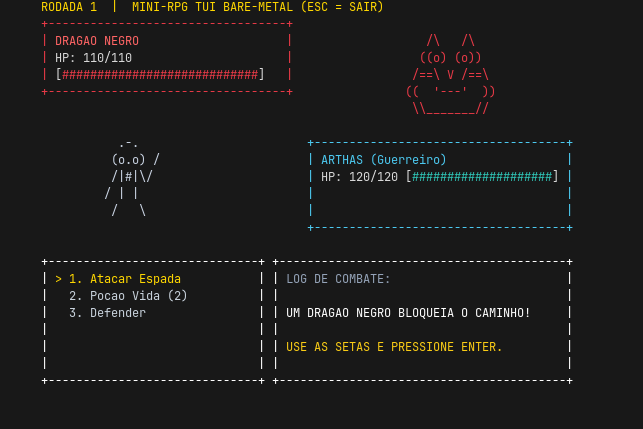 RODADA 1  |  MINI-RPG TUI BARE-METAL (ESC = SAIR)
DRAGAO NEGRO
HP: 110/110
[############################]
ARTHAS (Guerreiro)
HP: 120/120 [####################]
> 1. Atacar Espada
2. Pocao Vida (2)
3. Defender
LOG DE COMBATE:
UM DRAGAO NEGRO BLOQUEIA O CAMINHO!
USE AS SETAS E PRESSIONE ENTER.